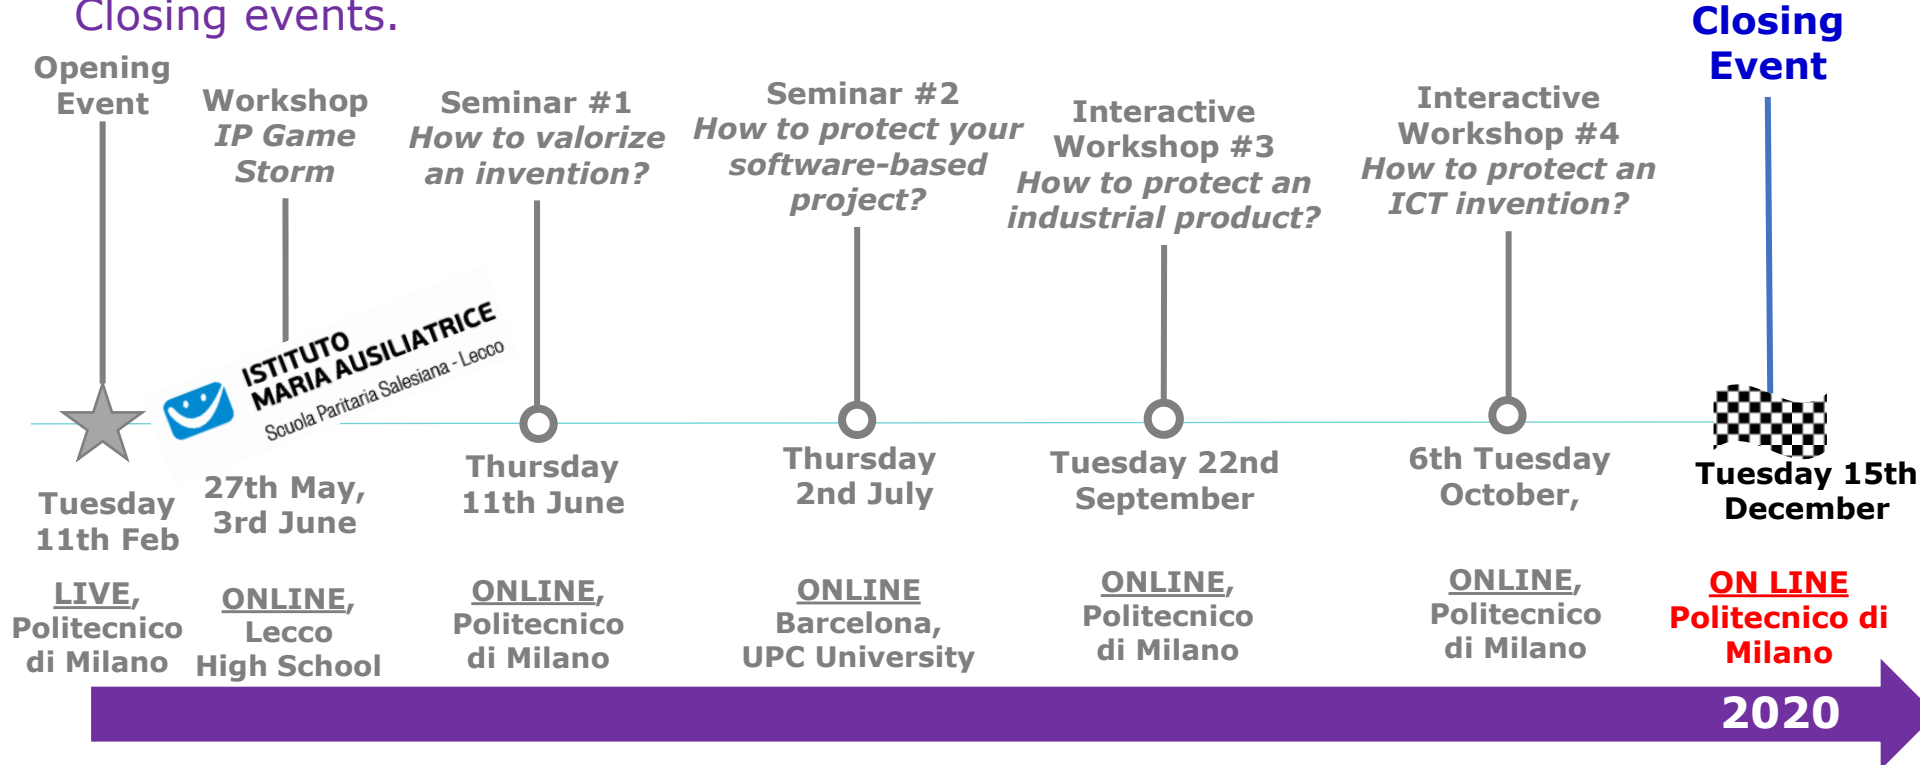 Closing events.
Opening
Event
Tuesday
11th Feb
LIVE,
Politecnico
di Milano
Workshop
IP Game
Storm
ISTITUTO
MARIA AUSILIATRICE
Scuola Paritaria Salesiana - Lecco
27th May,
3rd June
ONLINE,
Lecco
High School
Seminar #1
How to valorize
an invention?
Thursday
11th June
ONLINE,
Politecnico
di Milano
Seminar #2
How to protect your
software-based
project?
Thursday
2nd July
ONLINE
Barcelona,
UPC University
Interactive
Workshop #3
How to protect an
industrial product?
Tuesday 22nd
September
ONLINE,
Politecnico
di Milano
Interactive
Workshop #4
How to protect an
ICT invention?
6th Tuesday
October,
ONLINE,
Politecnico
di Milano
Closing
Event
Tuesday 15th
December
ON LINE
Politecnico di
Milano
2020